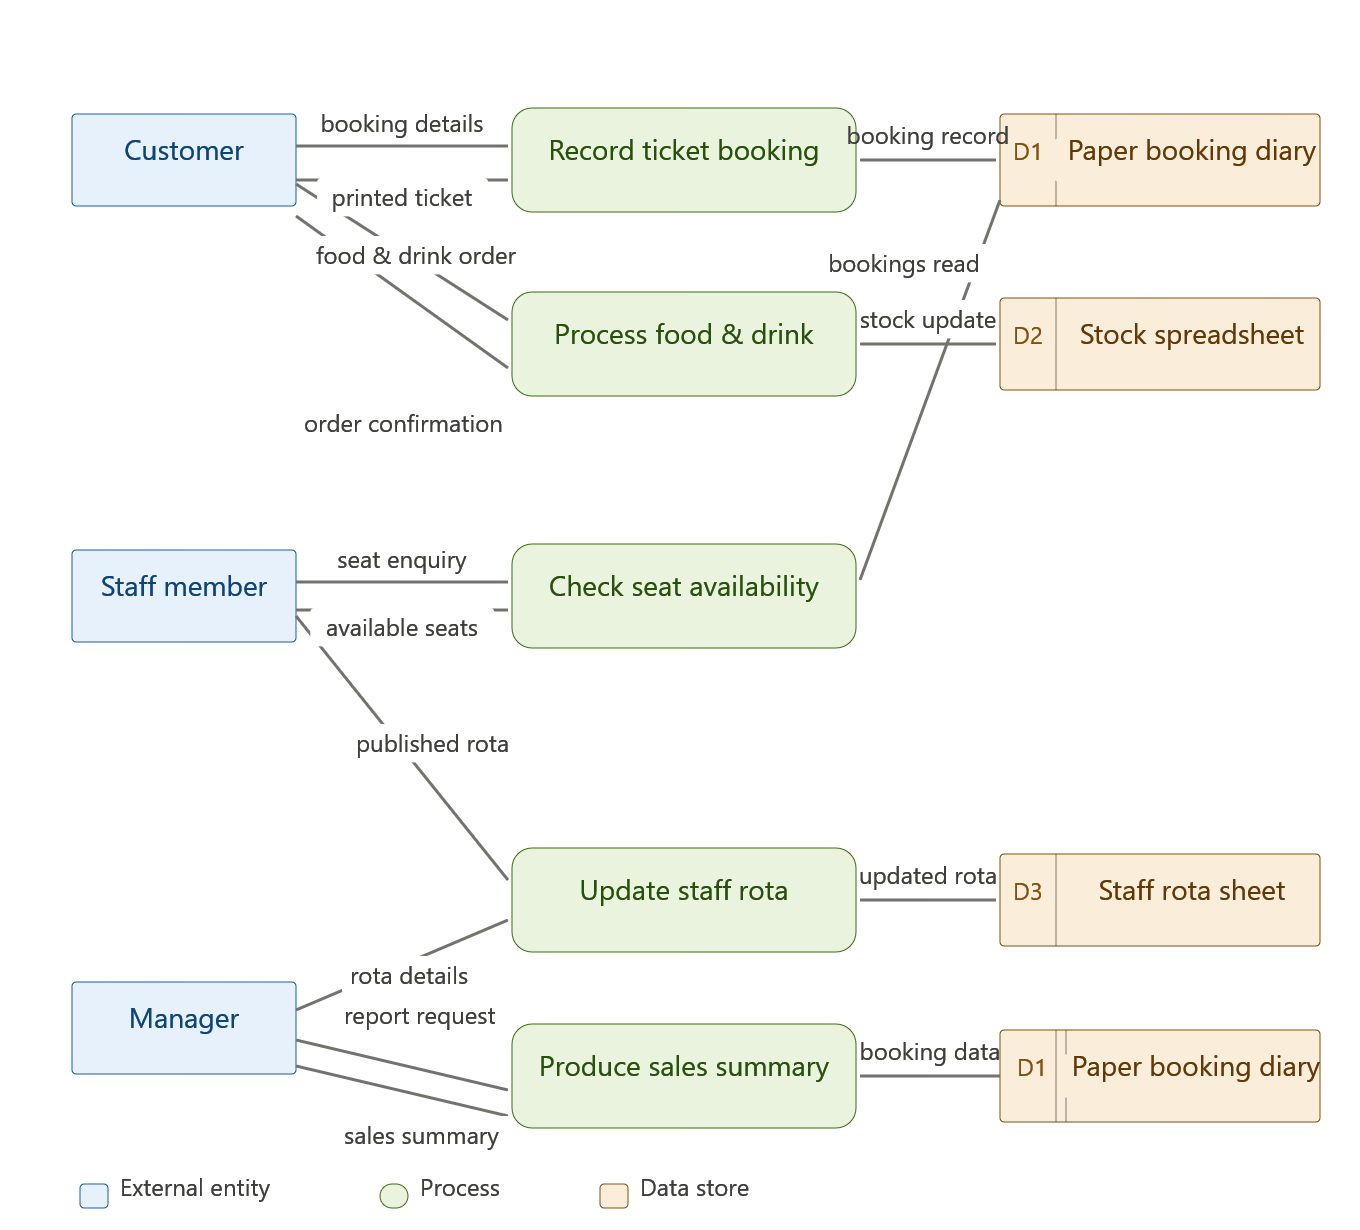 booking details
Customer
Record ticket booking
booking record
D1
Paper booking diary
printed ticket
food & drink order
bookings read
Process food & drink
stock update
D2
Stock spreadsheet
order confirmation
seat enquiry
Staff member
Check seat availability
available seats
published rota
Update staff rota
updated rota
D3
Staff rota sheet
rota details
Manager
report request
Produce sales summary
booking data
D1
Paper booking diary
sales summary
External entity
Process
Data store